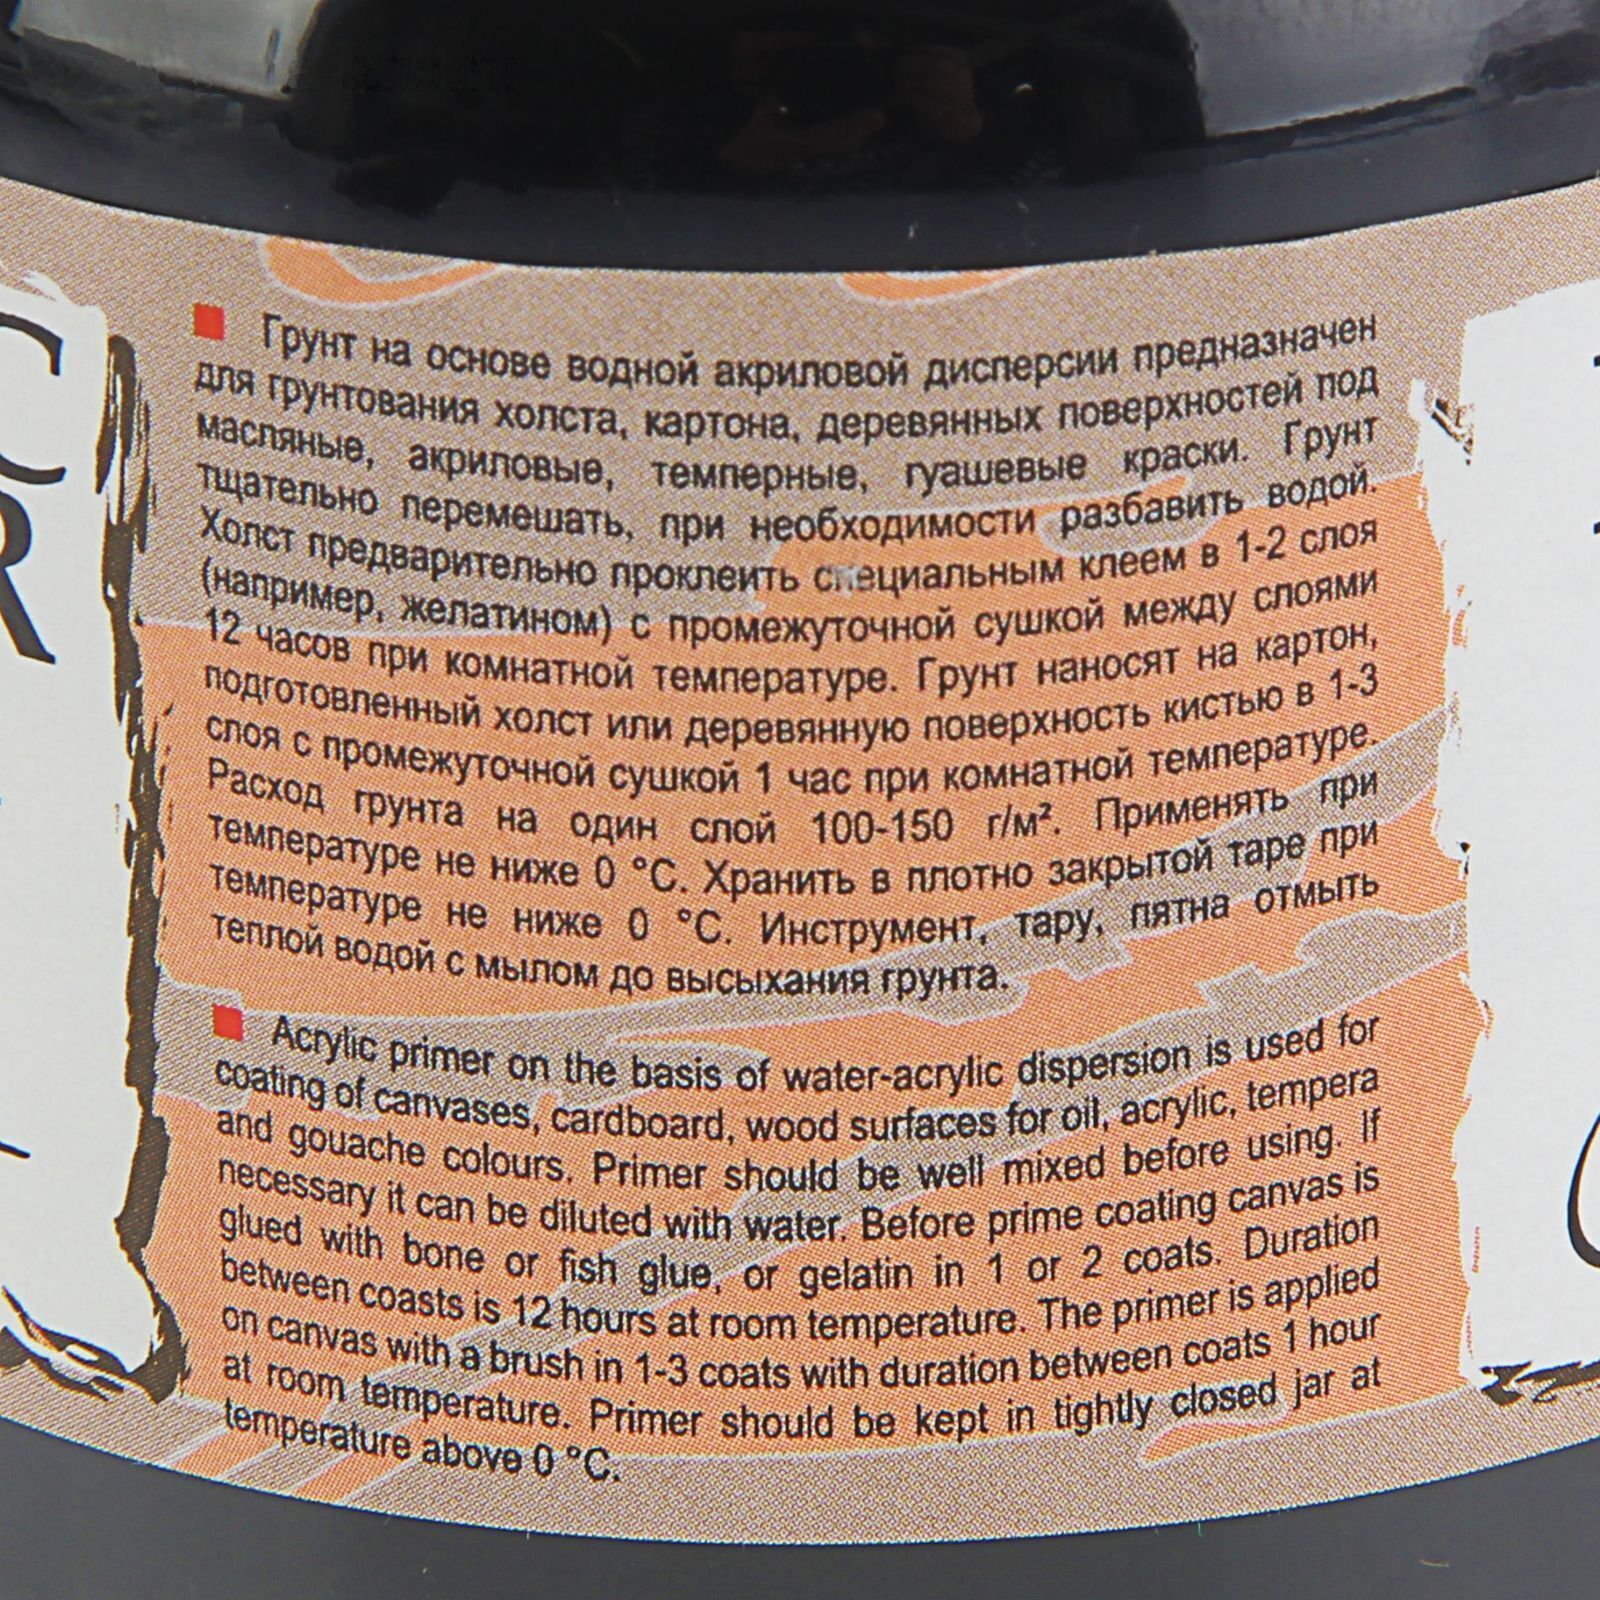 Грунт на основе водной акриловой дисперсии предназначен
для грунтования холста, картона, деревянных поверхностей под
масляные, акриловые, темперные, гуашевые краски. Грунт
тщательно перемешать, при необходимости разбавить водой.
Холст предварительно проклеить специальным клеем в 1-2 слоя
(например, желатином) с промежуточной сушкой между слоями
12 часов при комнатной температуре. Грунт наносят на картон,
подготовленный холст или деревянную поверхность кистью в 1-3
слоя с промежуточной сушкой 1 час при комнатной температуре.
Расход грунта на один слой 100-150 г/м². Применять при
температуре не ниже 0 °С. Хранить в плотно закрытой таре при
температуре не ниже 0 °С. Инструмент, тару, пятна отмыть
теплой водой с мылом до высыхания грунта.
Acrylic primer on the basis of water-acrylic dispersion is used for
coating of canvases, cardboard, wood surfaces for oil, acrylic, tempera
and gouache colours. Primer should be well mixed before using. If
necessary it can be diluted with water. Before prime coating canvas is
glued with bone or fish glue, or gelatin in 1 or 2 coats. Duration
between coasts is 12 hours at room temperature. The primer is applied
on canvas with a brush in 1-3 coats with duration between coats 1 hour
at room temperature. Primer should be kept in tightly closed jar at
temperature above 0 °C.
C
R